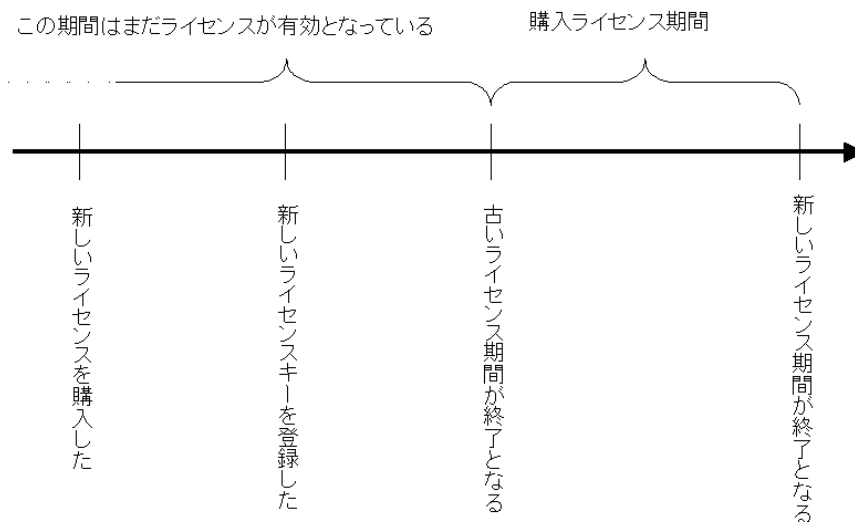 この期間はまだライセンスが有効となっている
購入ライセンス期間
新しいライセンスを購入した
新しいライセンスキーを登録した
古いライセンス期間が終了となる
新しいライセンス期間が終了となる